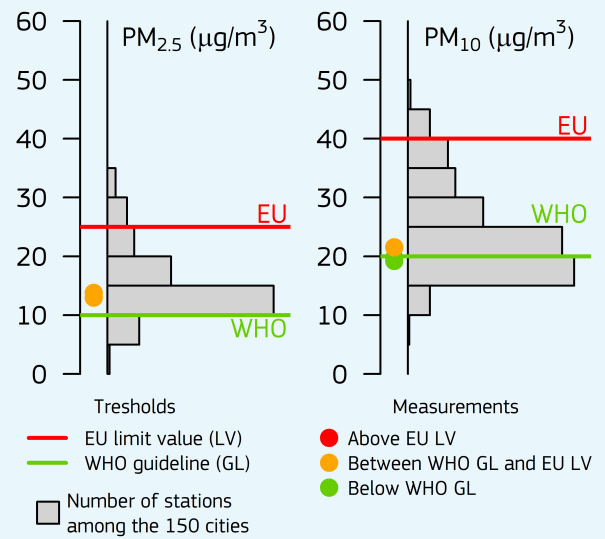 PM2.5 (μg/m³)
60
50
40
30
20
10
0
EU
WHO
PM10 (μg/m³)
60
50
40
30
20
10
0
EU
WHO
Tresholds
EU limit value (LV)
WHO guideline (GL)
Number of stations
among the 150 cities
Measurements
Above EU LV
Between WHO GL and EU LV
Below WHO GL